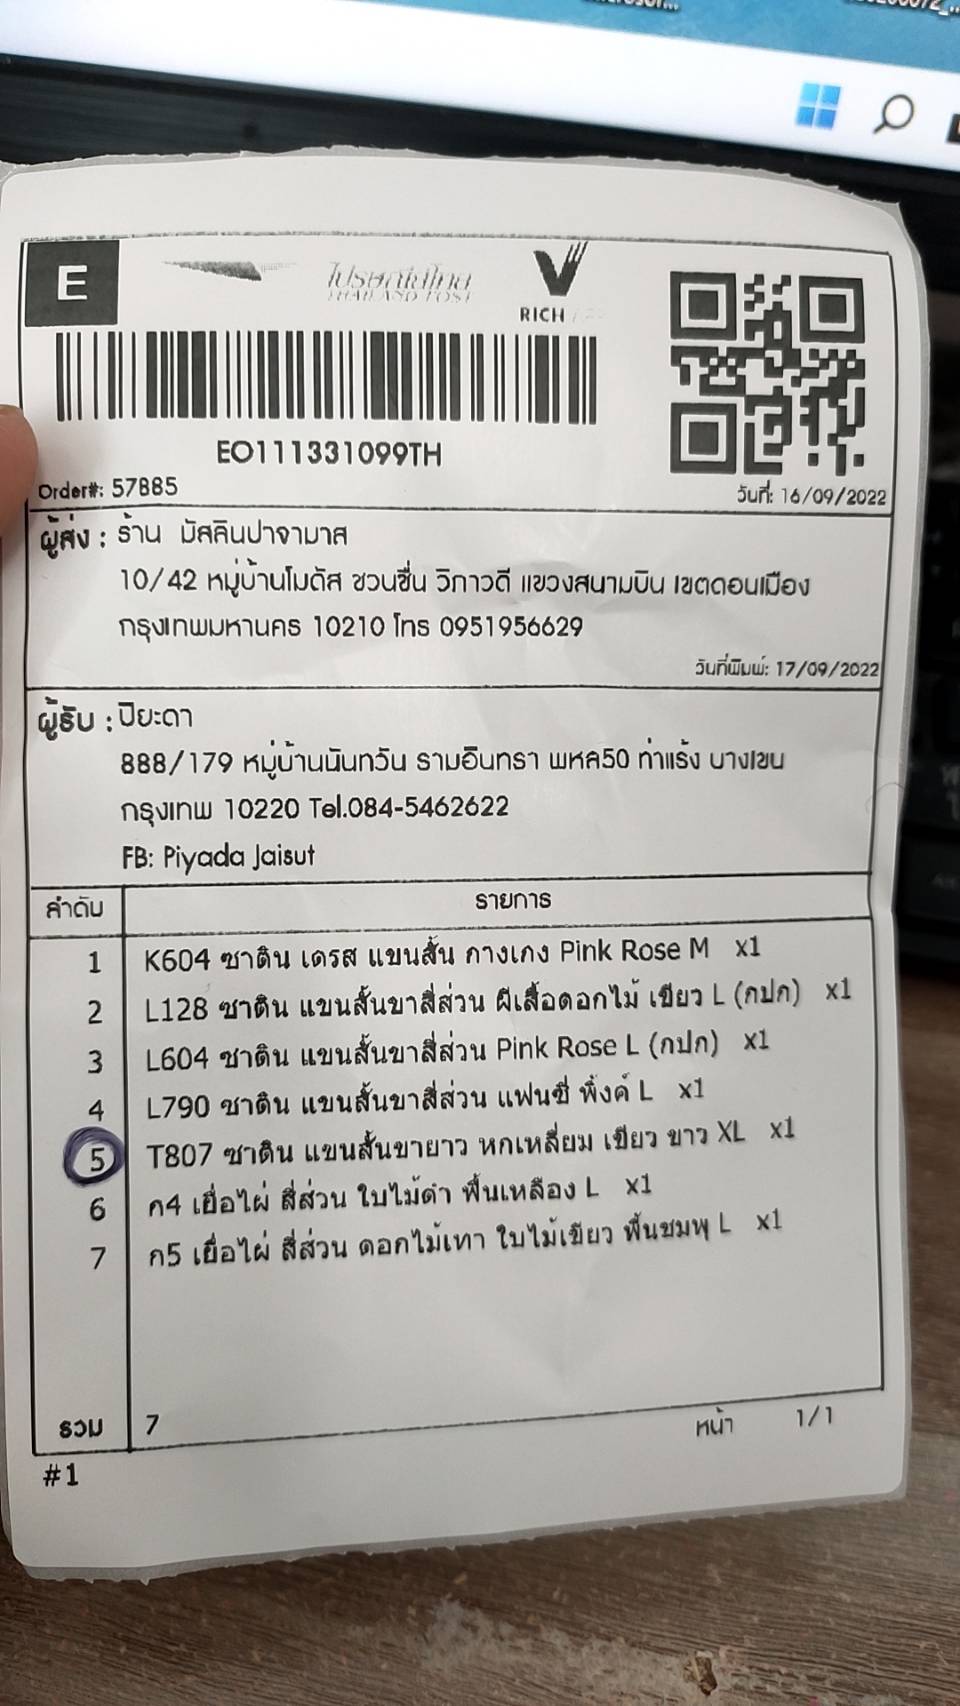 E
ไปรษณีย์ไทย
THAILAND POST
RICH
EO111331099TH
Order#: 57885
วันที่: 16/09/2022
ผู้ส่ง : ร้าน มัสลินปาจามาส
10/42 หมู่บ้านโมดัส ชวนชื่น วิภาวดี แขวงสนามบิน เขตดอนเมือง
กรุงเทพมหานคร 10210 โทร 0951956629
วันที่พิมพ์: 17/09/2022
ผู้รับ : ปิยะดา
888/179 หมู่บ้านนันทวัน รามอินทรา พหล50 ท่าแร้ง บางเขน
กรุงเทพ 10220 Tel.084-5462622
FB: Piyada Jaisut
ลำดับ รายการ
1 K604 ซาติน เดรส แขนสั้น กางเกง Pink Rose M x1
2 L128 ซาติน แขนสั้นขาสี่ส่วน ผีเสื้อดอกไม้ เขียว L (กปก) x1
3 L604 ซาติน แขนสั้นขาสี่ส่วน Pink Rose L (กปก) x1
4 L790 ซาติน แขนสั้นขาสี่ส่วน แฟนซี พิ้งค์ L x1
5 T807 ซาติน แขนสั้นขายาว หกเหลี่ยม เขียว ขาว XL x1
6 ก4 เยื่อไผ่ สี่ส่วน ใบไม้ดำ พื้นเหลือง L x1
7 ก5 เยื่อไผ่ สี่ส่วน ดอกไม้เทา ใบไม้เขียว พื้นชมพู L x1
รวม 7 หน้า 1/1
#1